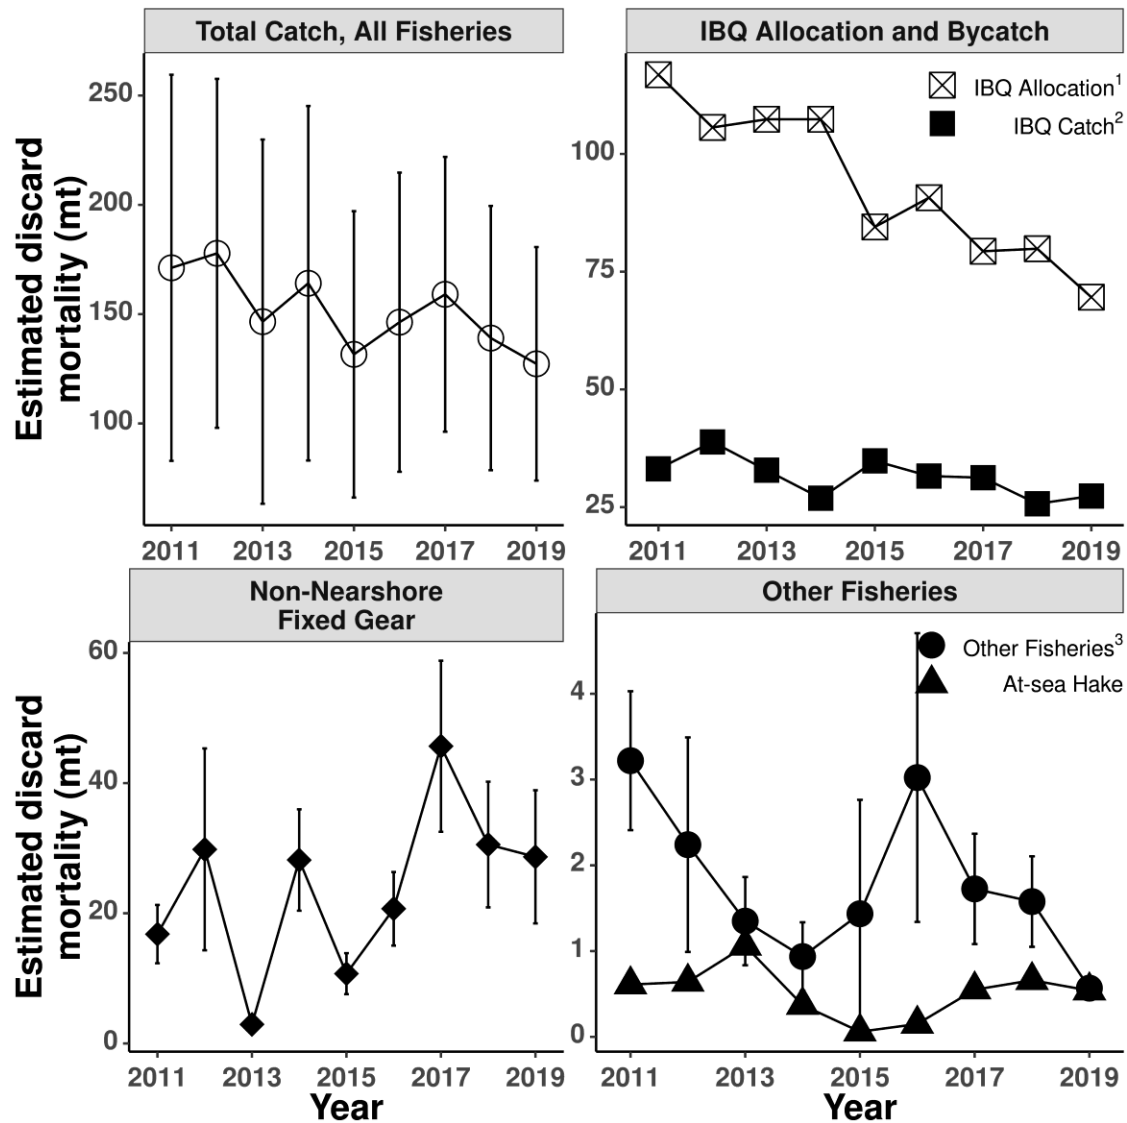 Total Catch, All Fisheries
Estimated discard
mortality (mt)
250
200
150
100
2011 2013 2015 2017 2019
IBQ Allocation and Bycatch
IBQ Allocation1
IBQ Catch2
100
75
50
25
2011 2013 2015 2017 2019
Non-Nearshore
Fixed Gear
Estimated discard
mortality (mt)
60
40
20
0
2011 2013 2015 2017 2019
Year
Other Fisheries
Other Fisheries3
At-sea Hake
4
3
2
1
0
2011 2013 2015 2017 2019
Year